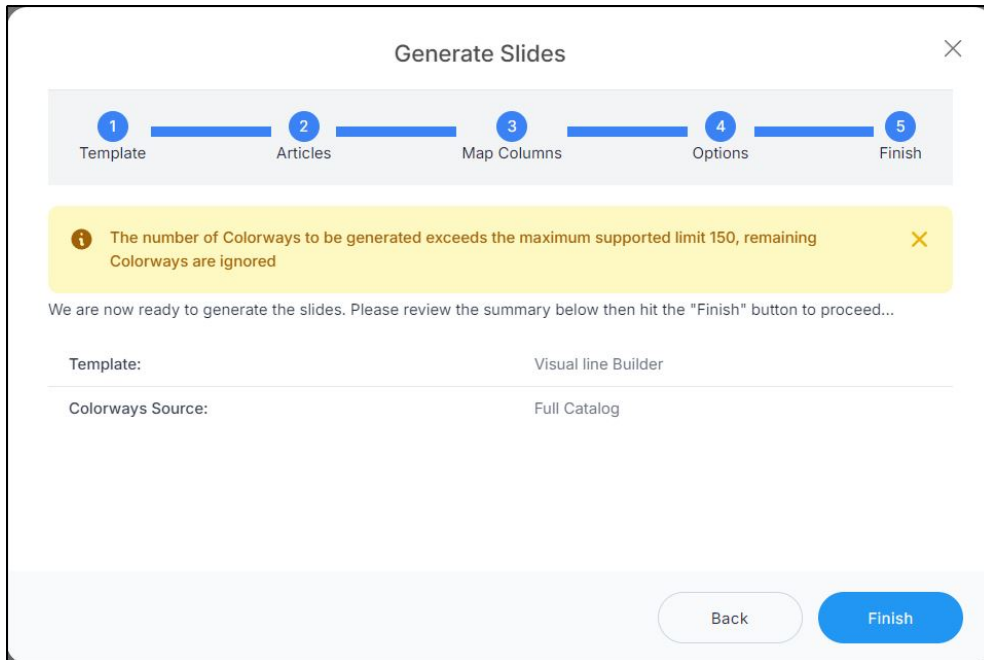 Generate Slides
1 2 3 4 5
Template Articles Map Columns Options Finish
The number of Colorways to be generated exceeds the maximum supported limit 150, remaining
Colorways are ignored
We are now ready to generate the slides. Please review the summary below then hit the "Finish" button to proceed...
Template: Visual line Builder
Colorways Source: Full Catalog
Back Finish